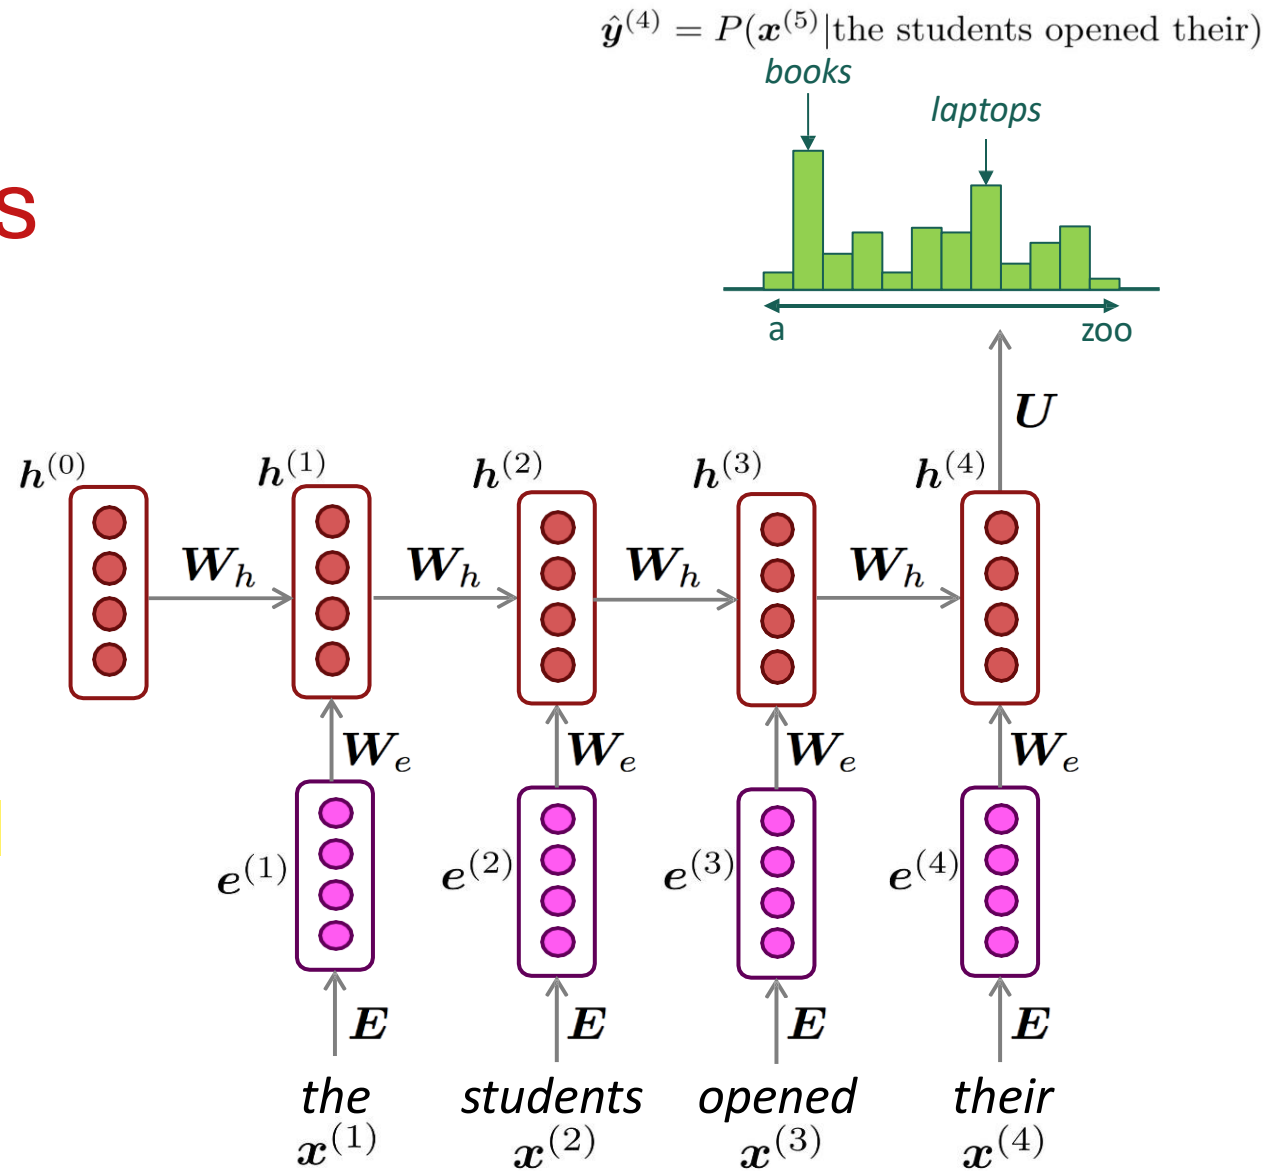 ŷ⁽⁴⁾ = P(x⁽⁵⁾|the students opened their)
books
laptops
s
a zoo
U
h⁽⁰⁾ h⁽¹⁾ h⁽²⁾ h⁽³⁾ h⁽⁴⁾
Wₕ Wₕ Wₕ Wₕ
Wₑ Wₑ Wₑ Wₑ
e⁽¹⁾ e⁽²⁾ e⁽³⁾ e⁽⁴⁾
E E E E
the students opened their
x⁽¹⁾ x⁽²⁾ x⁽³⁾ x⁽⁴⁾